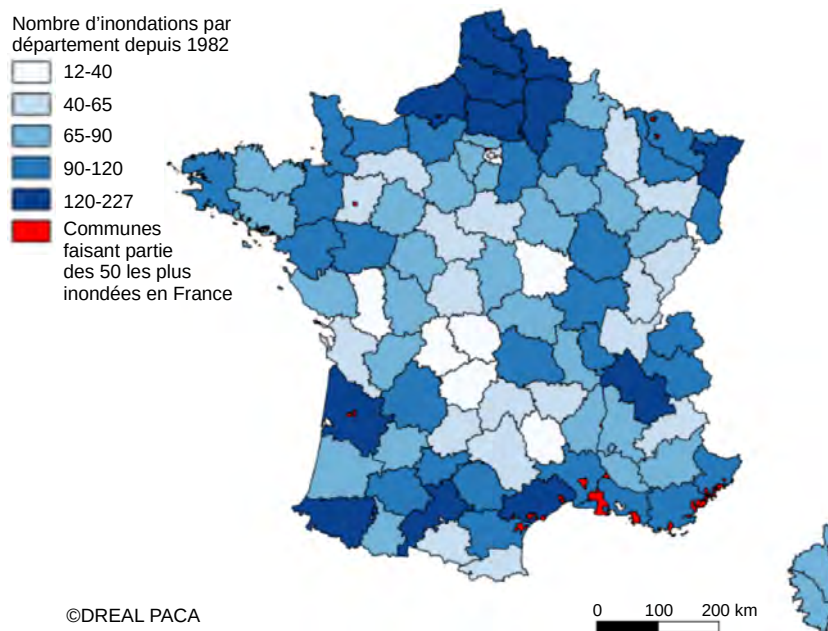 Nombre d’inondations par
département depuis 1982
12-40
40-65
65-90
90-120
120-227
Communes
faisant partie
des 50 les plus
inondées en France
©DREAL PACA
0 100 200 km